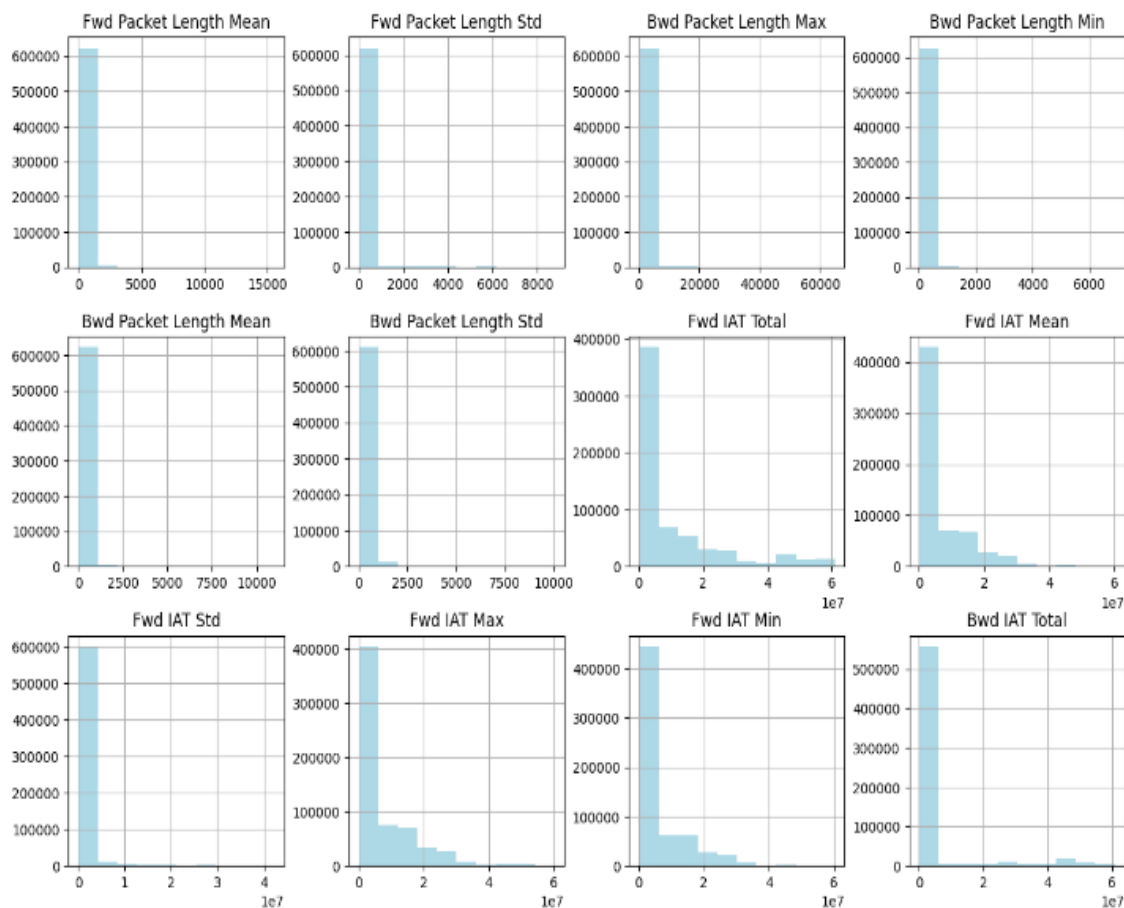 Fwd Packet Length Mean
600000
500000
400000
300000
200000
100000
0
0 5000 10000 15000
Fwd Packet Length Std
600000
500000
400000
300000
200000
100000
0
0 2000 4000 6000 8000
Bwd Packet Length Max
600000
500000
400000
300000
200000
100000
0
0 20000 40000 60000
Bwd Packet Length Min
600000
500000
400000
300000
200000
100000
0
0 2000 4000 6000
Bwd Packet Length Mean
600000
500000
400000
300000
200000
100000
0
0 2500 5000 7500 10000
Bwd Packet Length Std
600000
500000
400000
300000
200000
100000
0
0 2500 5000 7500 10000
Fwd IAT Total
400000
300000
200000
100000
0
0 2 4 6
1e7
Fwd IAT Mean
400000
300000
200000
100000
0
0 2 4 6
1e7
Fwd IAT Std
600000
500000
400000
300000
200000
100000
0
0 1 2 3 4
1e7
Fwd IAT Max
400000
300000
200000
100000
0
0 2 4 6
1e7
Fwd IAT Min
400000
300000
200000
100000
0
0 2 4 6
1e7
Bwd IAT Total
500000
400000
300000
200000
100000
0
0 2 4 6
1e7